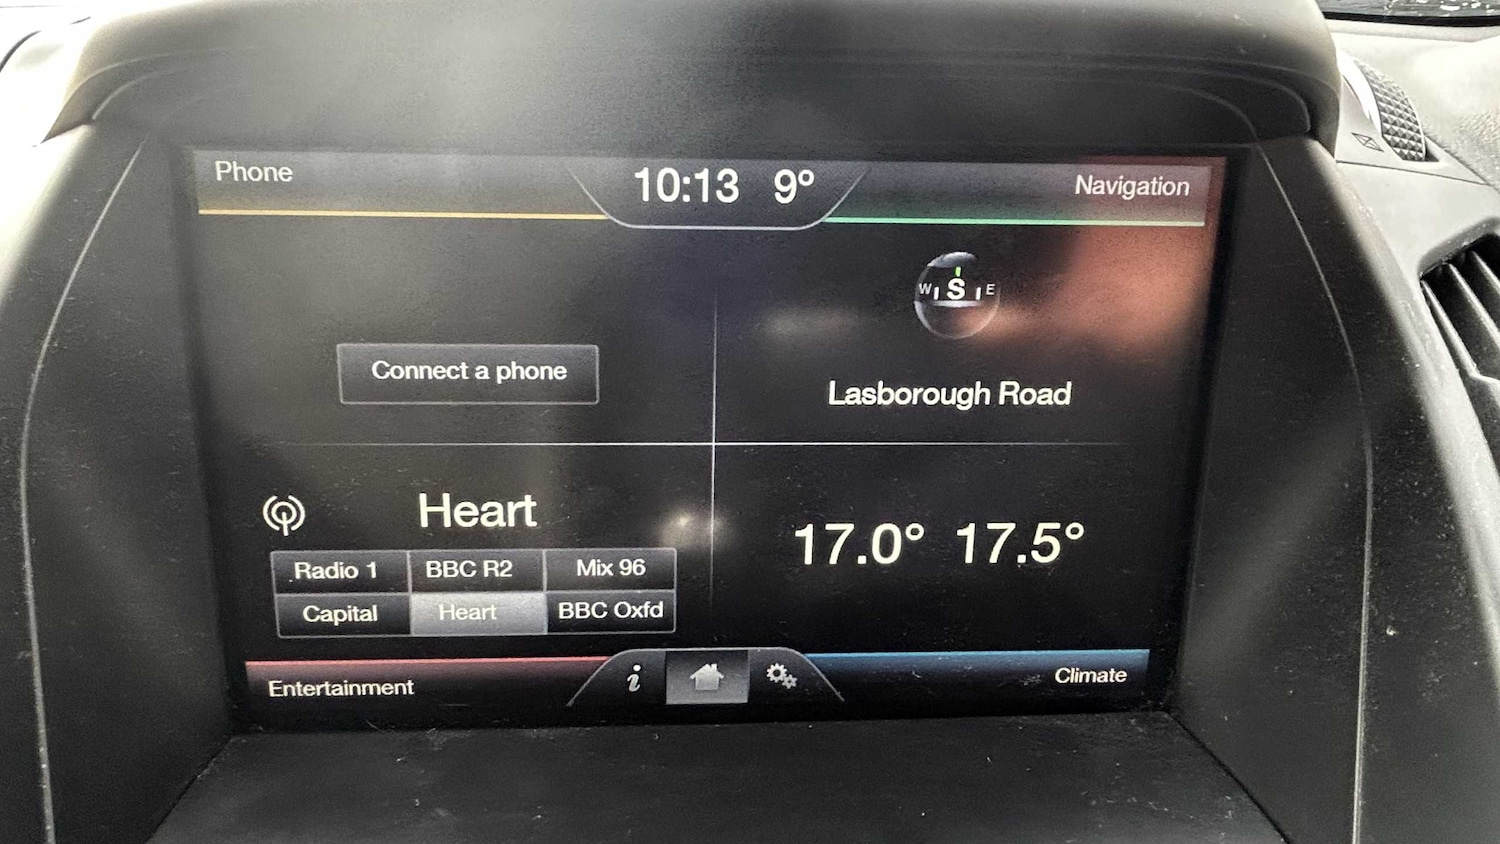 Phone
10:13 9°
Navigation
W S E
Connect a phone
Lasborough Road
Heart
Radio 1 BBC R2 Mix 96
Capital Heart BBC Oxfd
17.0° 17.5°
Entertainment
i
Climate